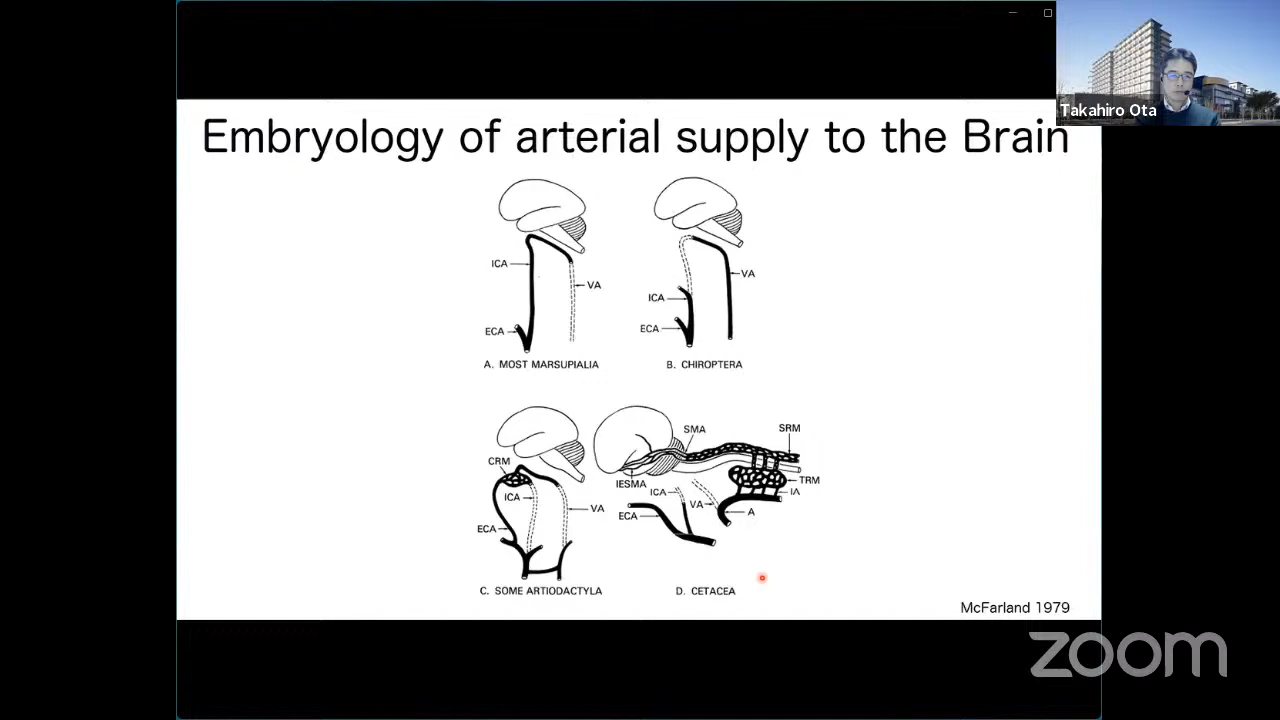 Takahiro Ota
Embryology of arterial supply to the Brain
ICA
VA
ECA
A. MOST MARSUPIALIA
VA
ICA
ECA
B. CHIROPTERA
CRM
ICA
VA
ECA
C. SOME ARTIODACTYLA
SMA
SRM
IESMA
TRM
ICA
IA
VA
ECA
A
D. CETACEA
McFarland 1979
zoom